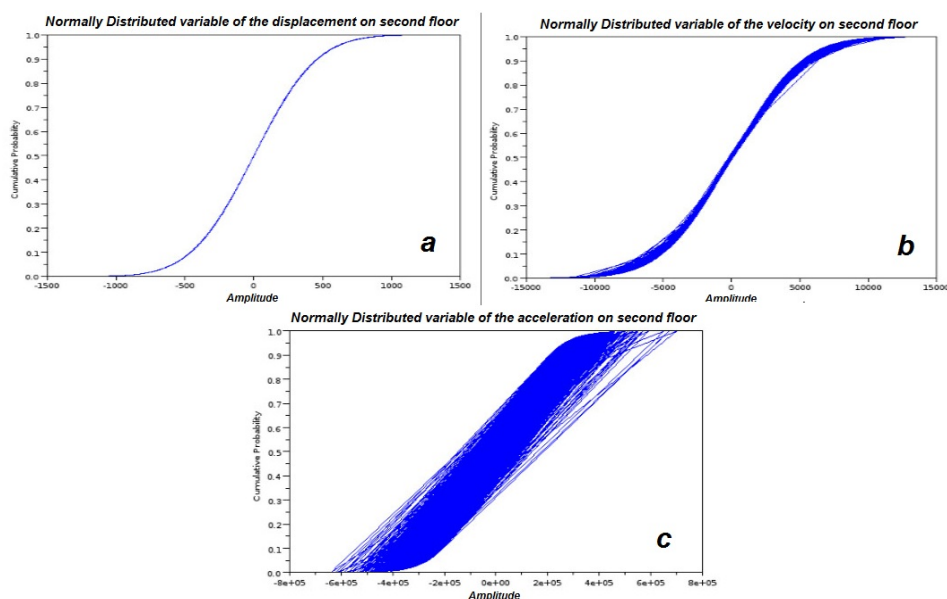 Normally Distributed variable of the displacement on second floor
Cumulative Probability
1.0
0.9
0.8
0.7
0.6
0.5
0.4
0.3
0.2
0.1
0.0
-1500
-1000
-500
0
500
1000
1500
Amplitude
a
Normally Distributed variable of the velocity on second floor
Cumulative Probability
1.0
0.9
0.8
0.7
0.6
0.5
0.4
0.3
0.2
0.1
0.0
-15000
-10000
-5000
0
5000
10000
15000
Amplitude
b
Normally Distributed variable of the acceleration on second floor
Cumulative Probability
1.0
0.9
0.8
0.7
0.6
0.5
0.4
0.3
0.2
0.1
0.0
-8e+05
-6e+05
-4e+05
-2e+05
0e+00
2e+05
4e+05
6e+05
8e+05
Amplitude
c